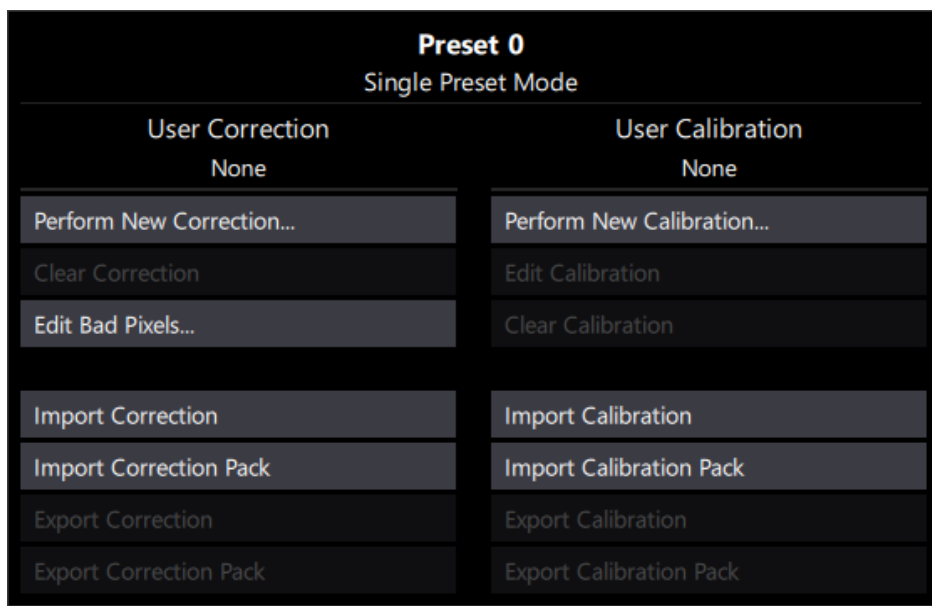 Preset 0
Single Preset Mode
User Correction
None
Perform New Correction...
Clear Correction
Edit Bad Pixels...
Import Correction
Import Correction Pack
Export Correction
Export Correction Pack
User Calibration
None
Perform New Calibration...
Edit Calibration
Clear Calibration
Import Calibration
Import Calibration Pack
Export Calibration
Export Calibration Pack